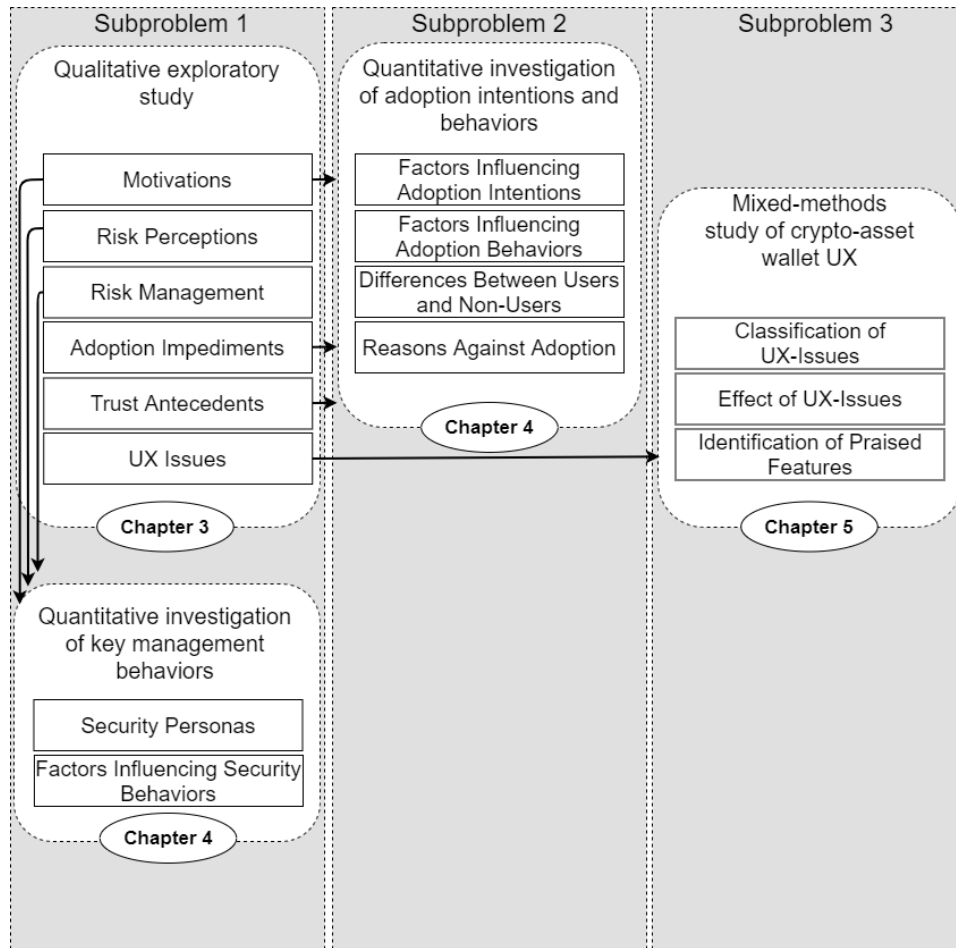 Subproblem 1
Qualitative exploratory
study
Motivations
Risk Perceptions
Risk Management
Adoption Impediments
Trust Antecedents
UX Issues
Chapter 3
Quantitative investigation
of key management
behaviors
Security Personas
Factors Influencing Security
Behaviors
Chapter 4
Subproblem 2
Quantitative investigation
of adoption intentions and
behaviors
Factors Influencing
Adoption Intentions
Factors Influencing
Adoption Behaviors
Differences Between Users
and Non-Users
Reasons Against Adoption
Chapter 4
Subproblem 3
Mixed-methods
study of crypto-asset
wallet UX
Classification of
UX-Issues
Effect of UX-Issues
Identification of Praised
Features
Chapter 5